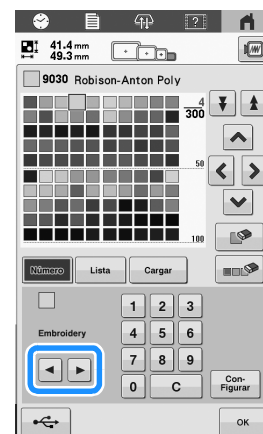 41.4 mm
49.3 mm
9030 Robison-Anton Poly
4
300
50
100
Número
Lista
Cargar
Embroidery
1 2 3
4 5 6
7 8 9
0 C
Con-
Figurar
OK